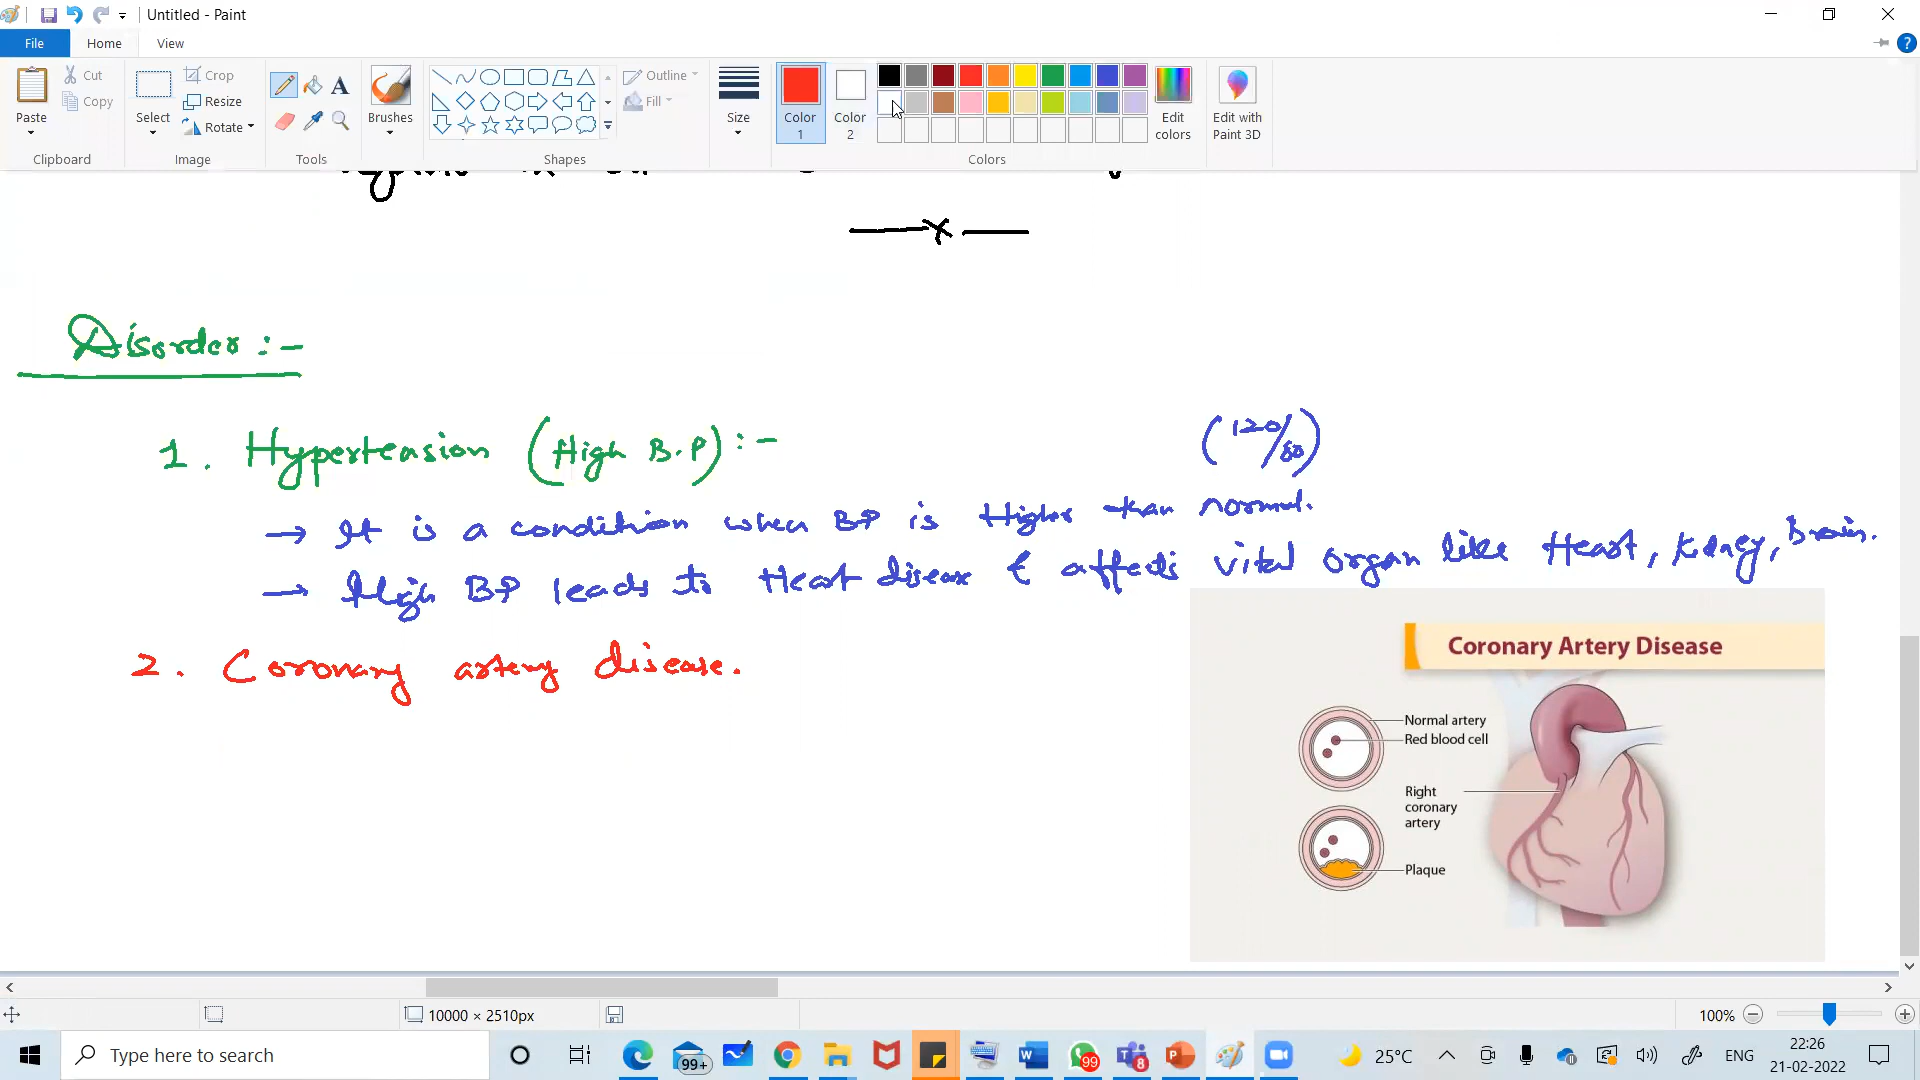 Untitled - Paint
File Home View
Paste Cut Copy Select Crop Resize Rotate Brushes Outline Fill Size Color 1 Color 2 Edit colors Edit with Paint 3D
Clipboard Image Tools Shapes Colors
Disorder :-
1. Hypertension (High B.P) :-
(120/80)
→ It is a condition when BP is Higher than normal.
→ High BP leads to Heart disease & affects vital organ like Heart, Kidney, Brain.
2. Coronary artery disease.
Coronary Artery Disease
Normal artery
Red blood cell
Right
coronary
artery
Plaque
10000 × 2510px
100%
Type here to search
99+
99
8
25°C
ENG
22:26
21-02-2022